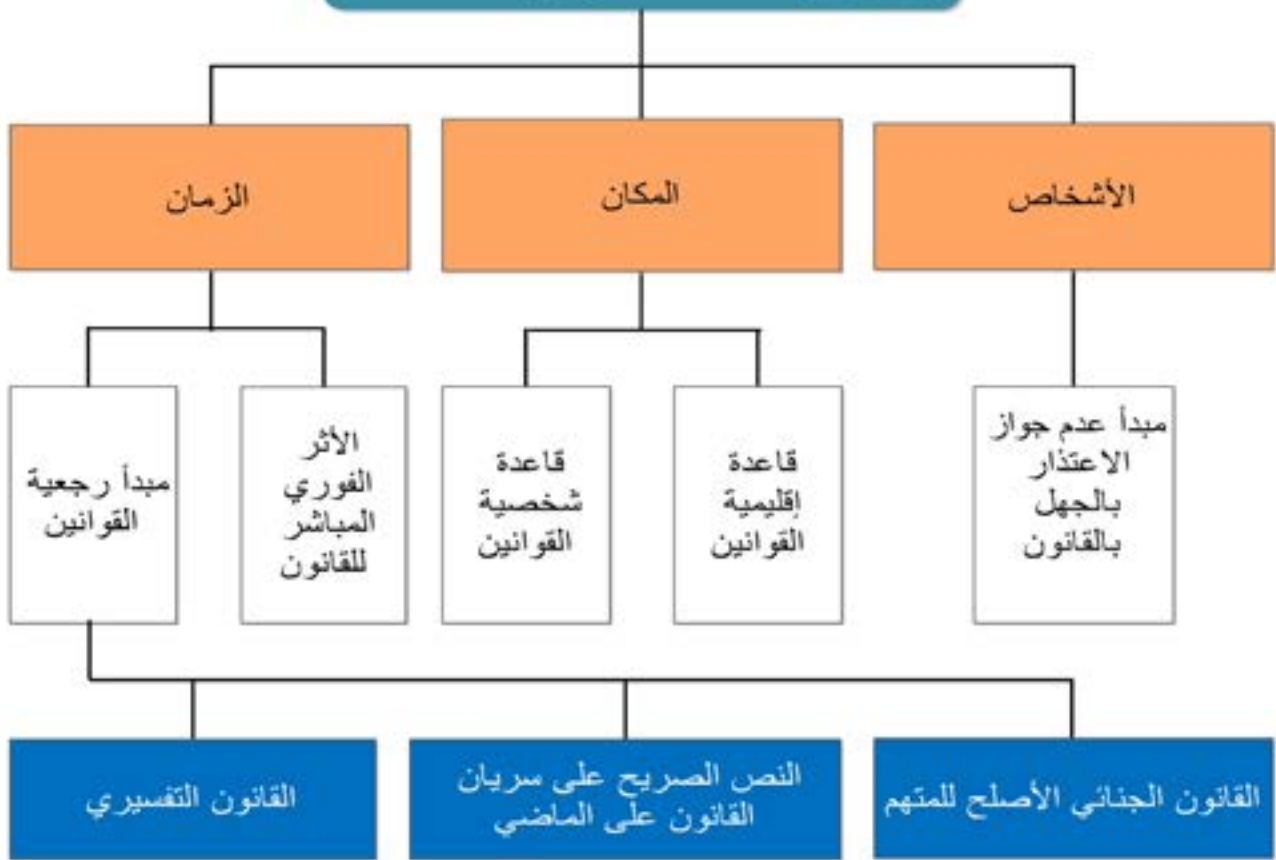 الأشخاص
المكان
الزمان
مبدأ عدم جواز
الاعتذار
بالجهل
بالقانون
قاعدة
إقليمية
القوانين
قاعدة
شخصية
القوانين
الأثر
الفوري
المباشر
للقانون
مبدأ رجعية
القوانين
القانون الجنائي الأصلح للمتهم
النص الصريح على سريان
القانون على الماضي
القانون التفسيري